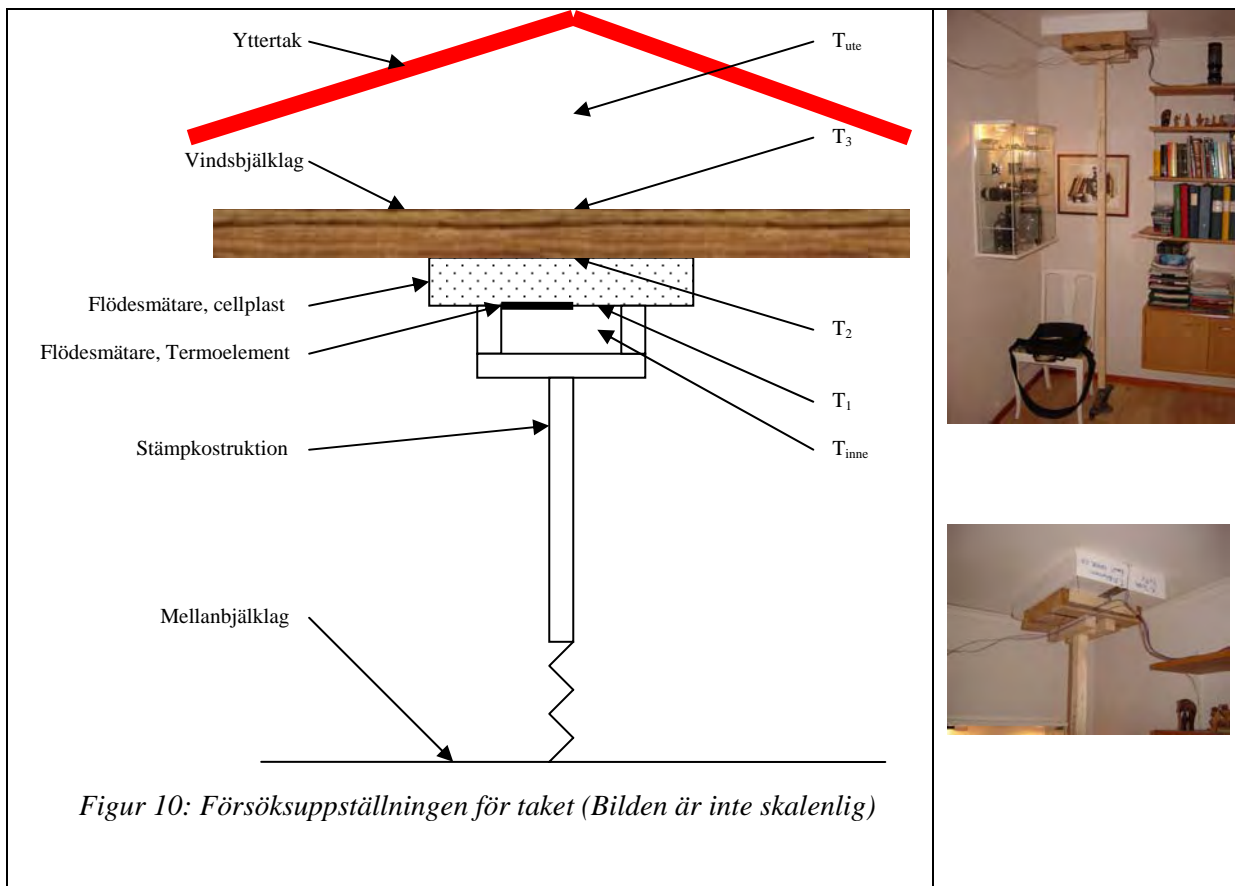 Yttertak
T_ute
T_3
Vindsbjälklag
Flödesmätare, cellplast
T_2
Flödesmätare, Termoelement
T_1
Stämpkostruktion
T_inne
Mellanbjälklag
Figur 10: Försöksuppställningen för taket (Bilden är inte skalenlig)